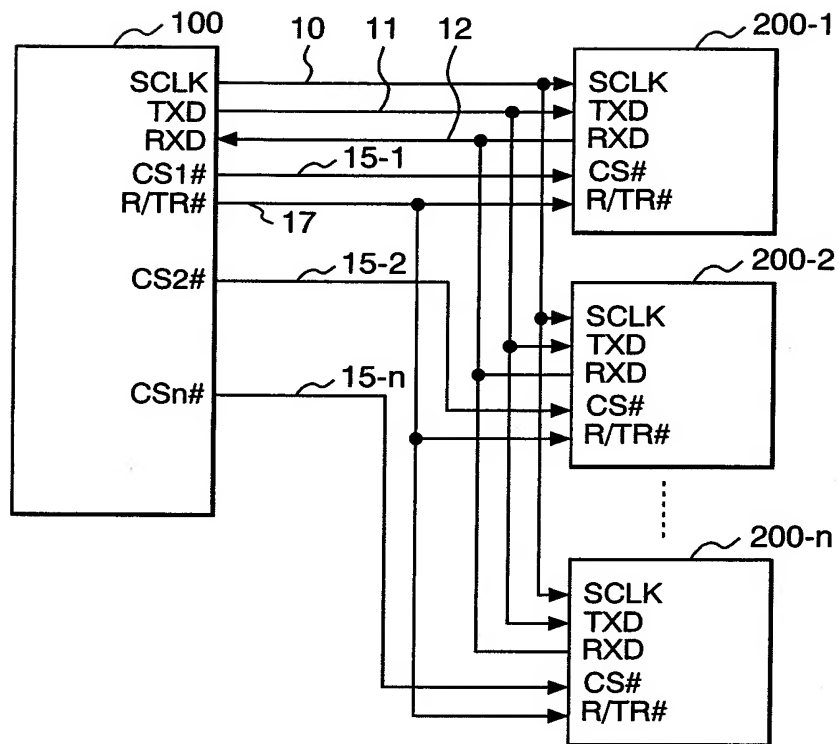 100
10
11
12
200-1
SCLK
TXD
RXD
CS1#
R/TR#
CS2#
CSn#
15-1
17
15-2
15-n
SCLK
TXD
RXD
CS#
R/TR#
200-2
SCLK
TXD
RXD
CS#
R/TR#
200-n
SCLK
TXD
RXD
CS#
R/TR#